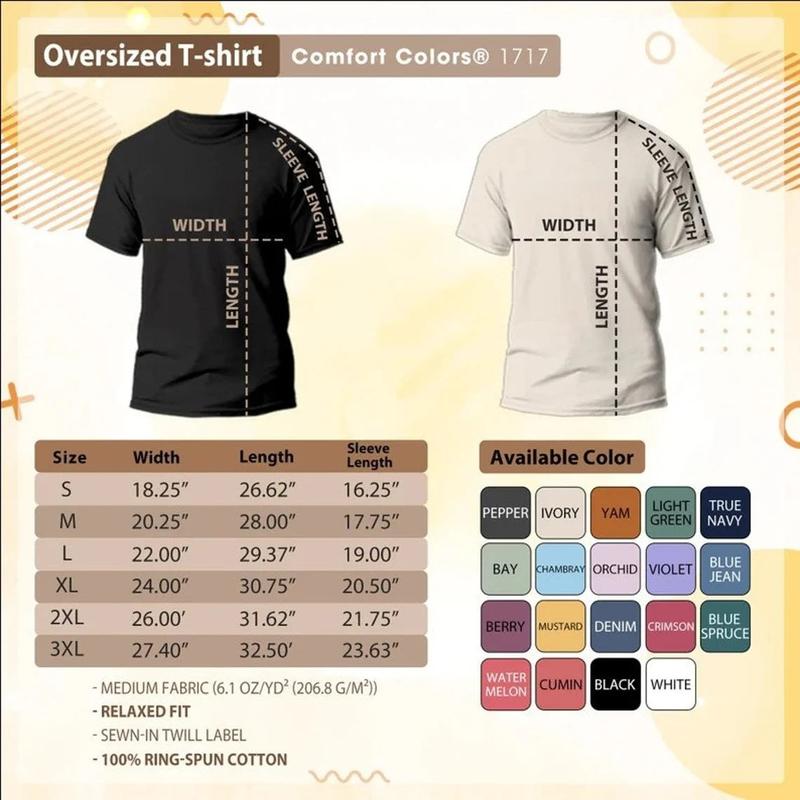 Oversized T-shirt Comfort Colors® 1717
SLEEVE LENGTH
WIDTH
LENGTH
SLEEVE LENGTH
WIDTH
LENGTH
Size Width Length Sleeve Length
S 18.25” 26.62” 16.25”
M 20.25” 28.00” 17.75”
L 22.00” 29.37” 19.00”
XL 24.00” 30.75” 20.50”
2XL 26.00’ 31.62” 21.75”
3XL 27.40” 32.50’ 23.63”
- MEDIUM FABRIC (6.1 OZ/YD² (206.8 G/M²))
- RELAXED FIT
- SEWN-IN TWILL LABEL
- 100% RING-SPUN COTTON
Available Color
PEPPER IVORY YAM LIGHT GREEN TRUE NAVY
BAY CHAMBRAY ORCHID VIOLET BLUE JEAN
BERRY MUSTARD DENIM CRIMSON BLUE SPRUCE
WATER MELON CUMIN BLACK WHITE